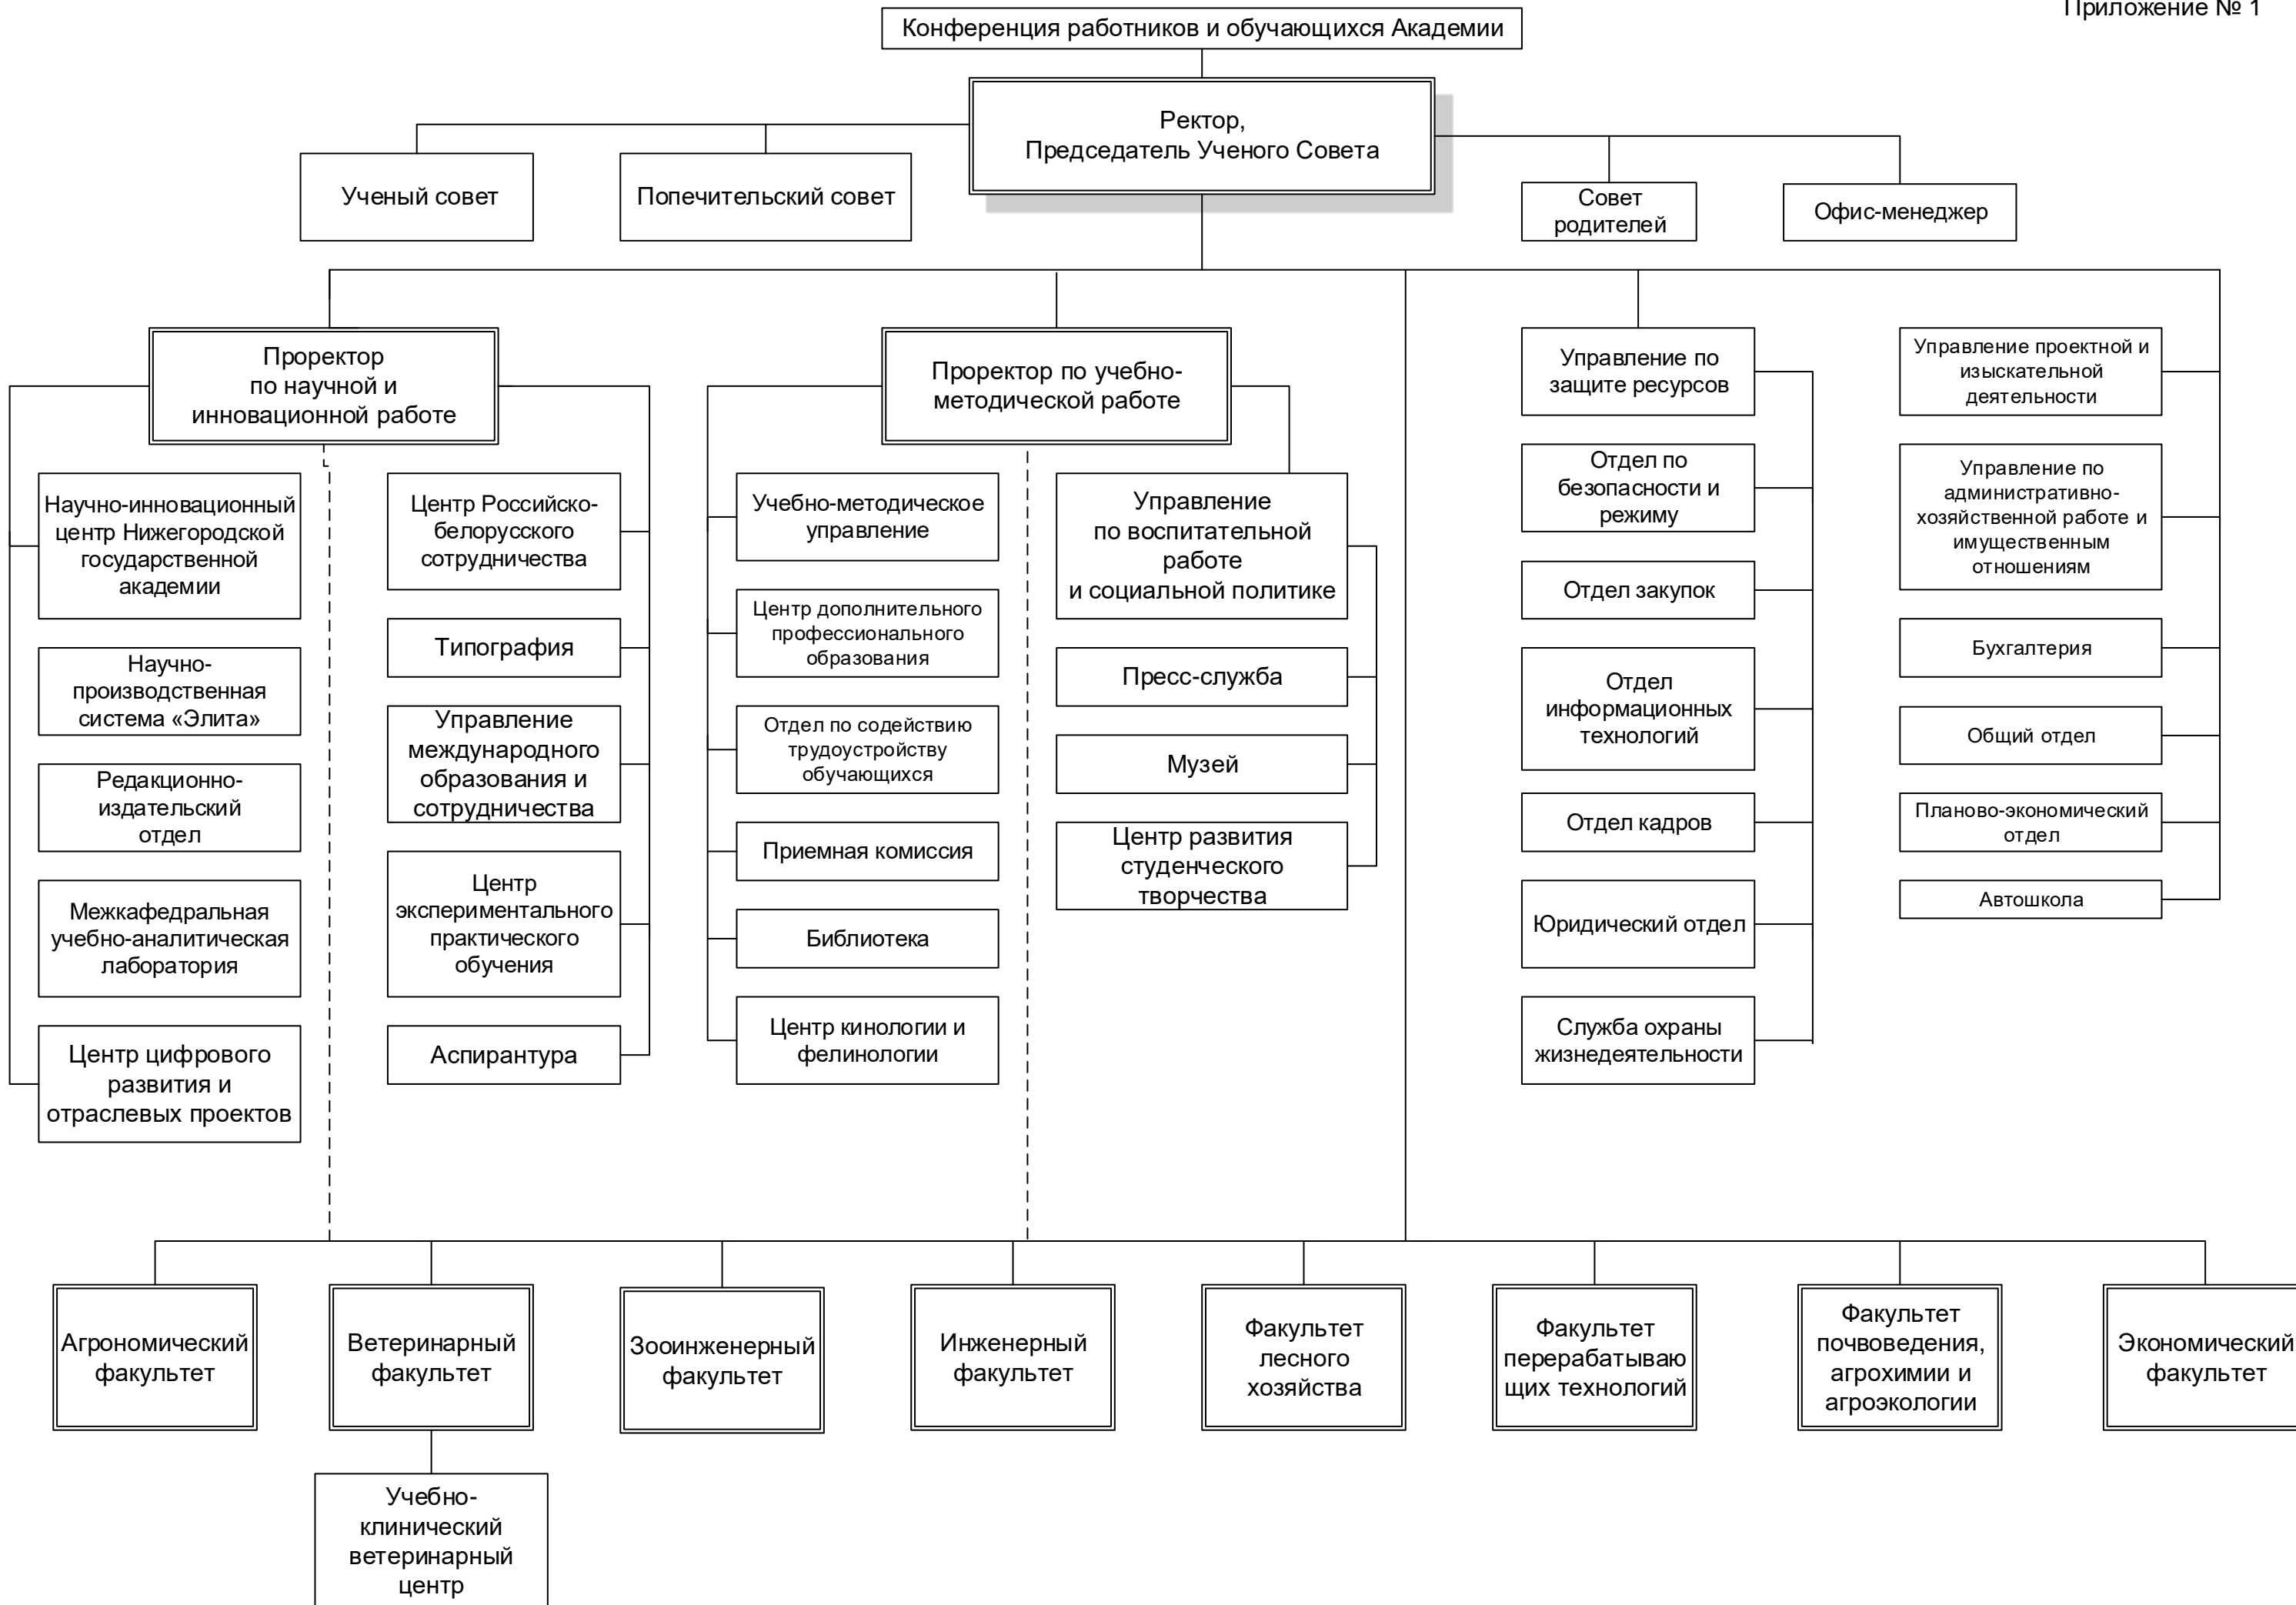 Приложение № 1
Конференция работников и обучающихся Академии
Ректор,
Председатель Ученого Совета
Ученый совет
Попечительский совет
Совет
родителей
Офис-менеджер
Проректор
по научной и
инновационной работе
Проректор по учебно-
методической работе
Управление по
защите ресурсов
Управление проектной и
изыскательской
деятельности
Научно-инновационный
центр Нижегородской
государственной
академии
Научно-
производственная
система «Элита»
Редакционно-
издательский
отдел
Межкафедральная
учебно-аналитическая
лаборатория
Центр цифрового
развития и
отраслевых проектов
Центр Российско-
белорусского
сотрудничества
Типография
Управление
международного
образования и
сотрудничества
Центр
экспериментального
практического
обучения
Аспирантура
Учебно-методическое
управление
Центр дополнительного
профессионального
образования
Отдел по содействию
трудоустройству
обучающихся
Приемная комиссия
Библиотека
Центр кинологии и
фелинологии
Управление
по воспитательной
работе
и социальной политике
Пресс-служба
Музей
Центр развития
студенческого
творчества
Отдел по
безопасности и
режиму
Отдел закупок
Отдел
информационных
технологий
Отдел кадров
Юридический отдел
Служба охраны
жизнедеятельности
Управление по
административно-
хозяйственной работе и
имущественным
отношениям
Бухгалтерия
Общий отдел
Планово-экономический
отдел
Автошкола
Агрономический
факультет
Ветеринарный
факультет
Зооинженерный
факультет
Инженерный
факультет
Факультет
лесного
хозяйства
Факультет
перерабатываю
щих технологий
Факультет
почвоведения,
агрохимии и
агроэкологии
Экономический
факультет
Учебно-
клинический
ветеринарный
центр